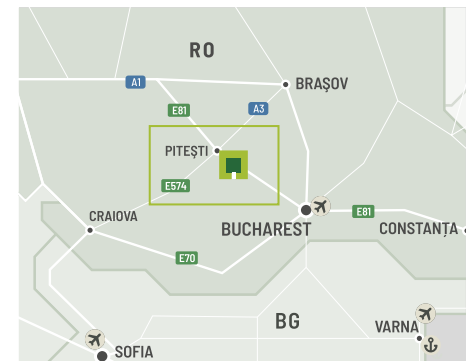 RO
A1
BRAȘOV
E81
A3
PITEȘTI
E574
CRAIOVA
BUCHAREST
E81
CONSTANȚA
E70
BG
VARNA
SOFIA